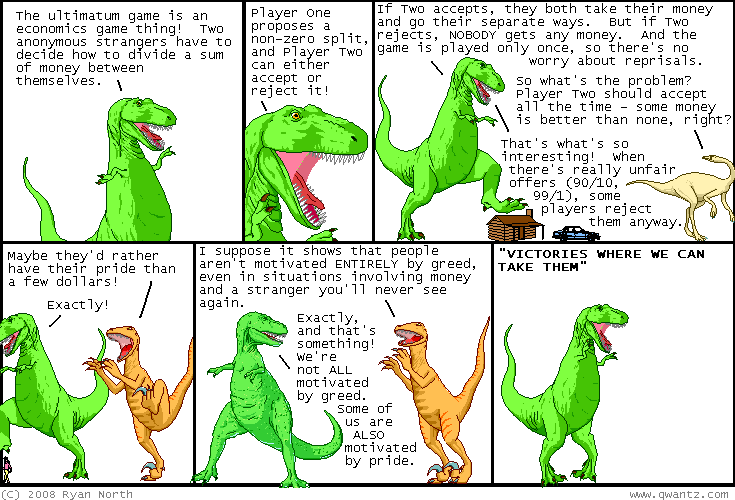 The ultimatum game is an
economics game thing!  Two
anonymous strangers have to
decide how to divide a sum
of money between
themselves.
Player One
proposes a
non-zero split,
and Player Two
can either
accept or
reject it!
If Two accepts, they both take their money
and go their separate ways.  But if Two
rejects, NOBODY gets any money.  And the
game is played only once, so there's no
worry about reprisals.
So what's the problem?
Player Two should accept
all the time - some money
is better than none, right?
That's what's so
interesting!  When
there's really unfair
offers (90/10,
99/1), some
players reject
them anyway.
Maybe they'd rather
have their pride than
a few dollars!
Exactly!
I suppose it shows that people
aren't motivated ENTIRELY by greed,
even in situations involving money
and a stranger you'll never see
again.
Exactly,
and that's
something!
We're
not ALL
motivated
by greed.
Some of
us are
ALSO
motivated
by pride.
"VICTORIES WHERE WE CAN
TAKE THEM"
(C) 2008 Ryan North
www.qwantz.com